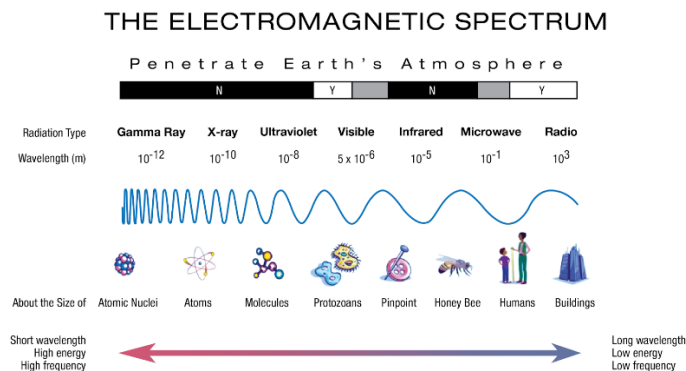 THE ELECTROMAGNETIC SPECTRUM
Penetrate Earth's Atmosphere
N Y N Y
Radiation Type Gamma Ray X-ray Ultraviolet Visible Infrared Microwave Radio
Wavelength (m) 10⁻¹² 10⁻¹⁰ 10⁻⁸ 5 x 10⁻⁶ 10⁻⁵ 10⁻¹ 10³
About the Size of Atomic Nuclei Atoms Molecules Protozoans Pinpoint Honey Bee Humans Buildings
Short wavelength
High energy
High frequency
Long wavelength
Low energy
Low frequency